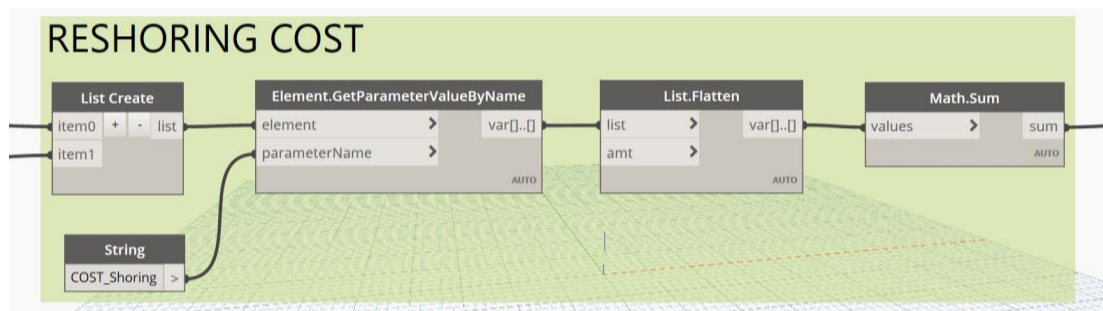 RESHORING COST
List Create
item0 + - list
item1
Element.GetParameterValueByName
element > var[]..[]
parameterName >
AUTO
List.Flatten
list > var[]..[]
amt >
AUTO
Math.Sum
values > sum
AUTO
String
COST_Shoring >